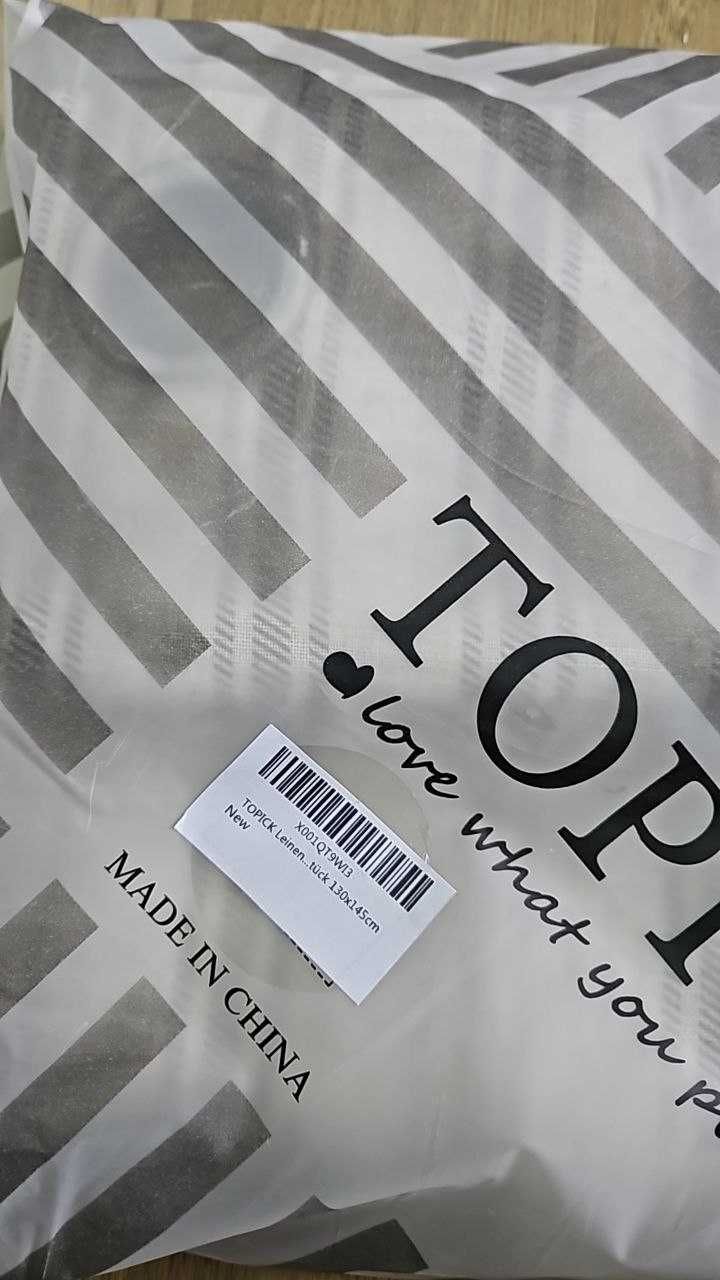 TOPI
love what you p
X001QT9WI3
TOPICK Leinen...tück 130x145cm
New
MADE IN CHINA